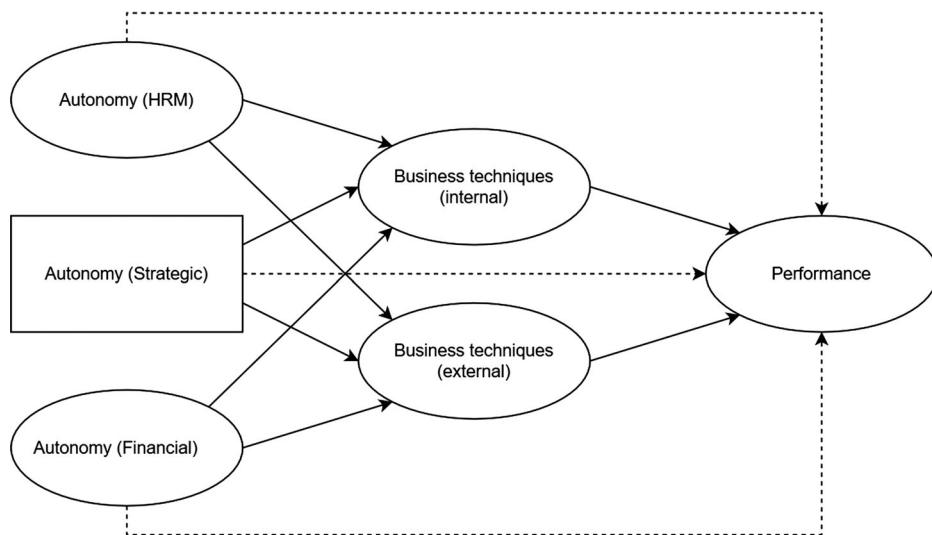 Autonomy (HRM)
Business techniques
(internal)
Autonomy (Strategic)
Performance
Business techniques
(external)
Autonomy (Financial)